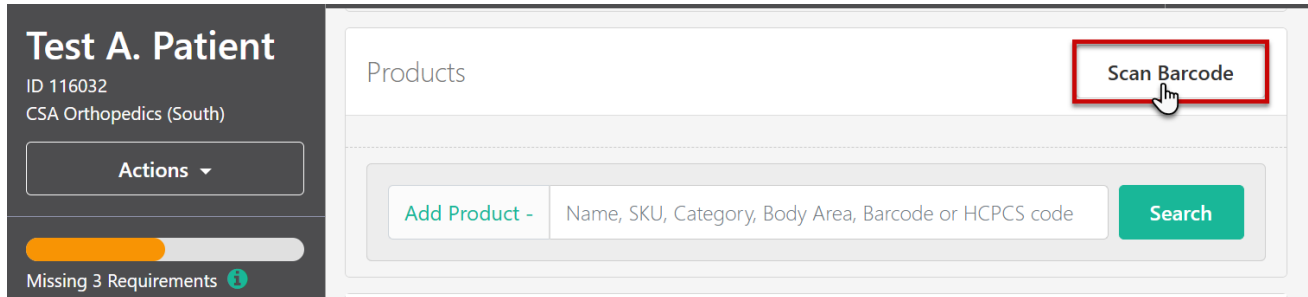 Test A. Patient
ID 116032
CSA Orthopedics (South)
Actions
Missing 3 Requirements
Products
Scan Barcode
Add Product -
Name, SKU, Category, Body Area, Barcode or HCPCS code
Search